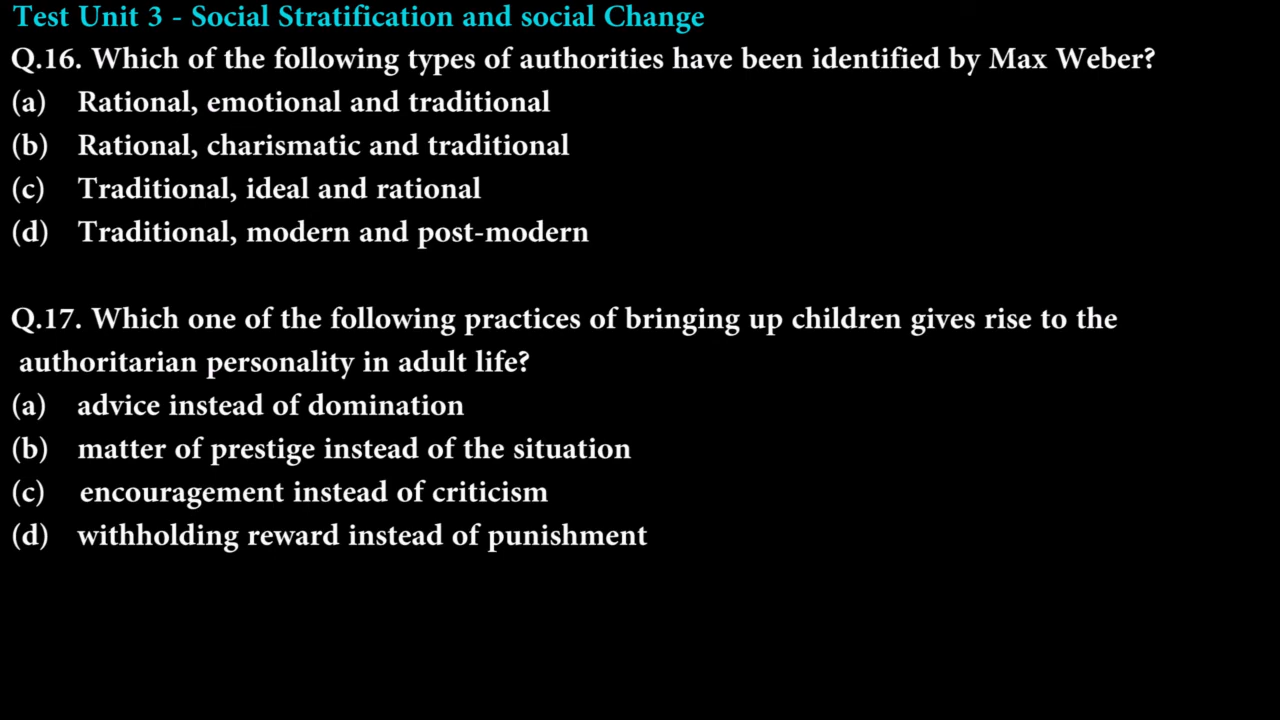 Test Unit 3 - Social Stratification and social Change
Q.16. Which of the following types of authorities have been identified by Max Weber?
(a) Rational, emotional and traditional
(b) Rational, charismatic and traditional
(c) Traditional, ideal and rational
(d) Traditional, modern and post-modern
Q.17. Which one of the following practices of bringing up children gives rise to the
authoritarian personality in adult life?
(a) advice instead of domination
(b) matter of prestige instead of the situation
(c) encouragement instead of criticism
(d) withholding reward instead of punishment